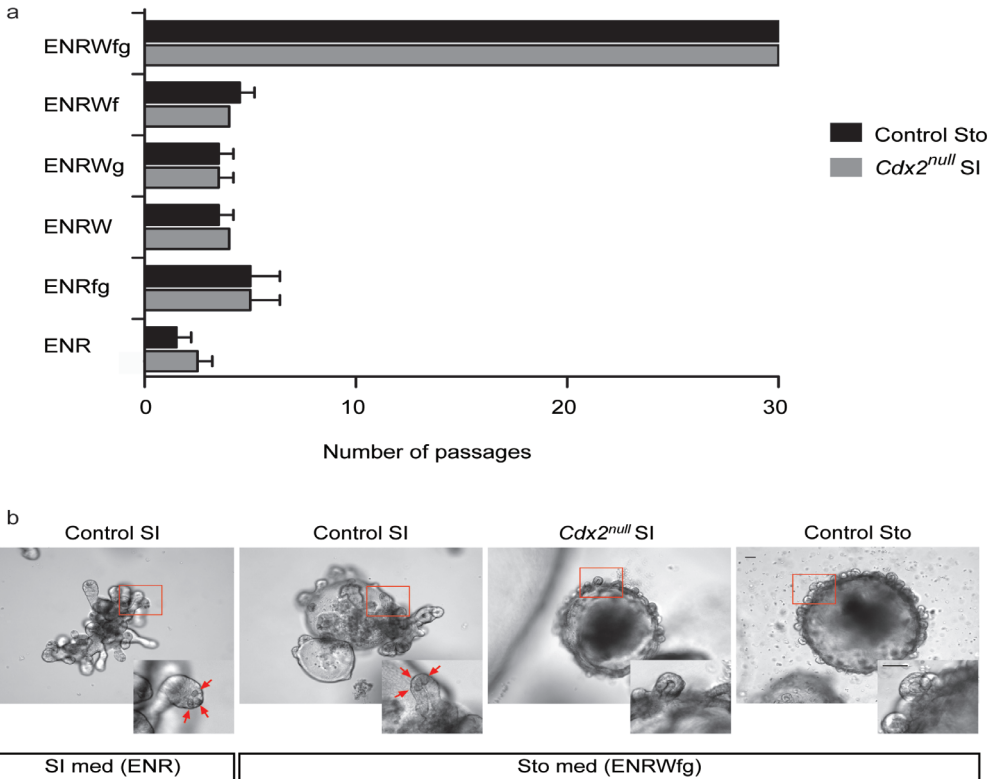 a
ENRWfg
ENRWf
ENRWg
ENRW
ENRfg
ENR
0 10 20 30
Number of passages
Control Sto
Cdx2null SI
b
Control SI Control SI Cdx2null SI Control Sto
SI med (ENR) Sto med (ENRWfg)